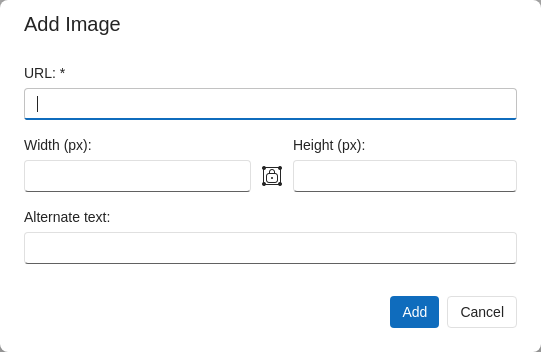 Add Image
URL: *
Width (px):
Height (px):
Alternate text:
Add
Cancel